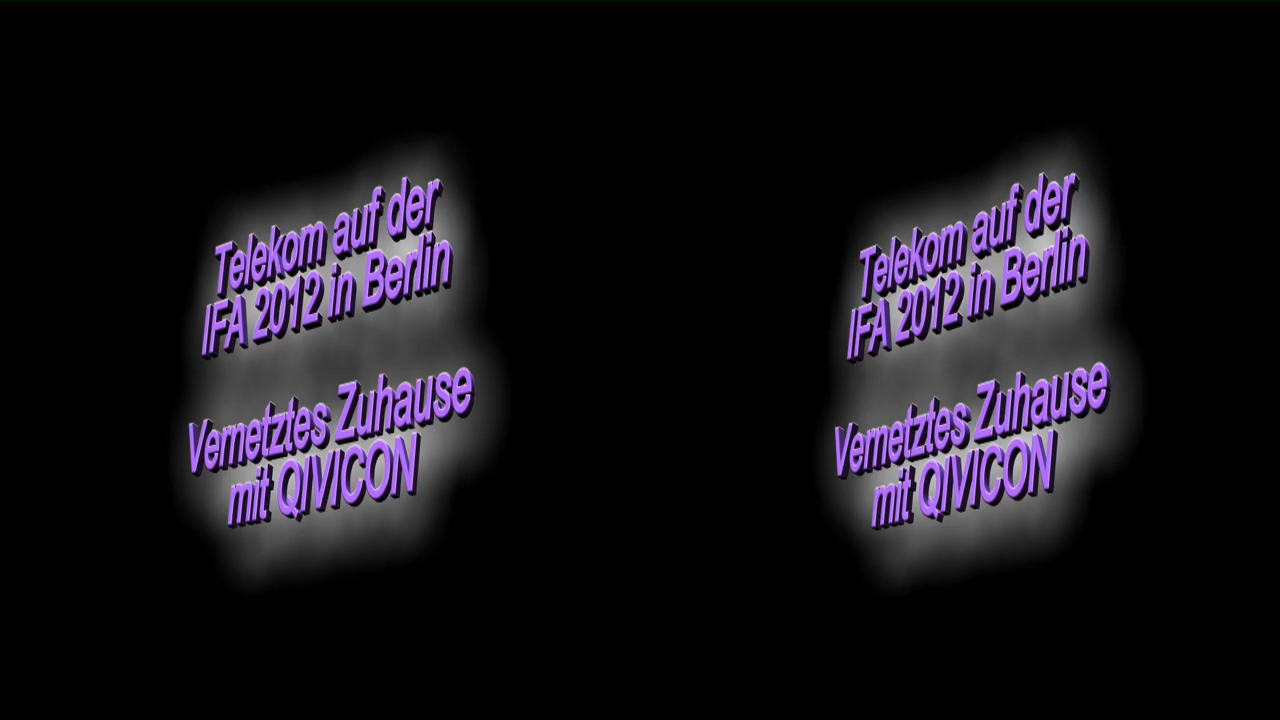 Telekom auf der
IFA 2012 in Berlin
Vernetztes Zuhause
mit QIVICON
Telekom auf der
IFA 2012 in Berlin
Vernetztes Zuhause
mit QIVICON